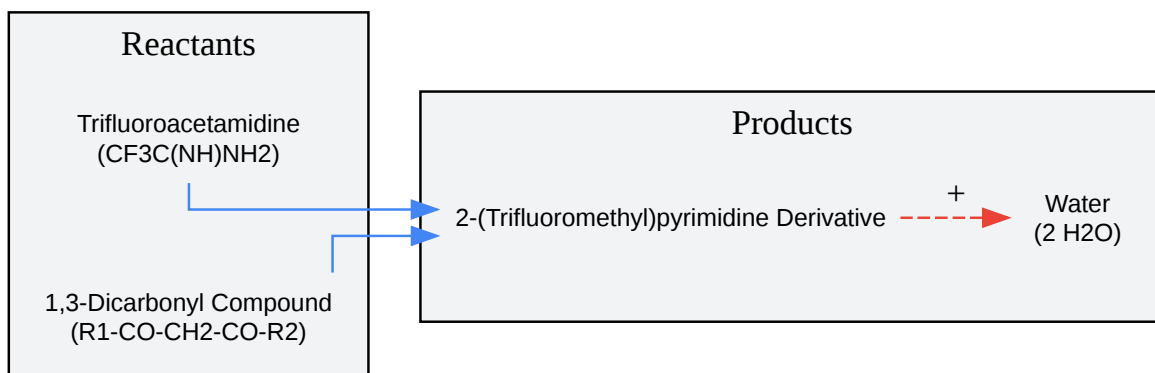 Reactants
Trifluoroacetamidine
(CF3C(NH)NH2)
1,3-Dicarbonyl Compound
(R1-CO-CH2-CO-R2)
Products
2-(Trifluoromethyl)pyrimidine Derivative
+
Water
(2 H2O)